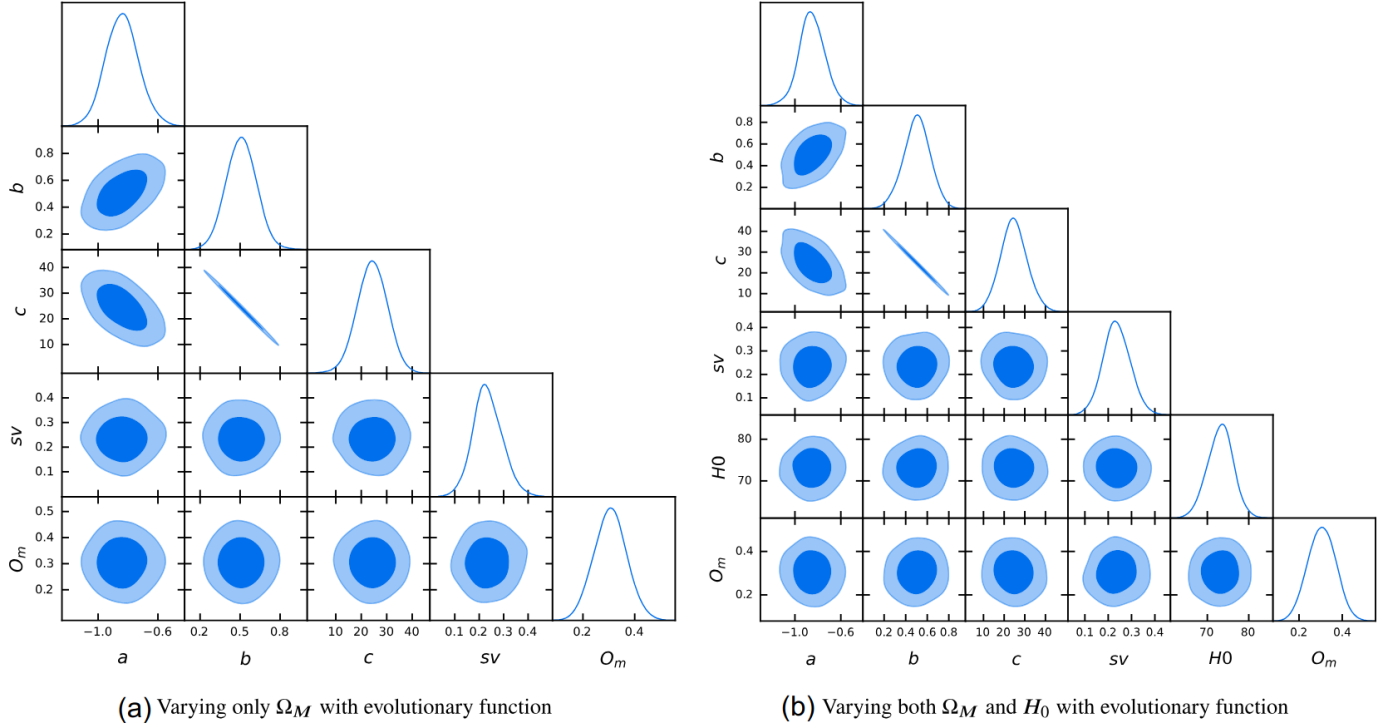 b
0.8
0.6
0.4
0.2
c
40
30
20
10
sv
0.4
0.3
0.2
0.1
O_m
0.5
0.4
0.3
0.2
−1.0 −0.6 0.2 0.5 0.8 10 20 30 40 0.1 0.2 0.3 0.4 0.4
a b c sv O_m
(a) Varying only Ω_M with evolutionary function
b
0.8
0.6
0.4
0.2
c
40
30
20
10
sv
0.4
0.3
0.2
0.1
H0
80
70
O_m
0.4
0.2
−1.0 −0.6 0.2 0.4 0.6 0.8 10 20 30 40 0.1 0.2 0.3 0.4 70 80 0.2 0.4
a b c sv H0 O_m
(b) Varying both Ω_M and H_0 with evolutionary function